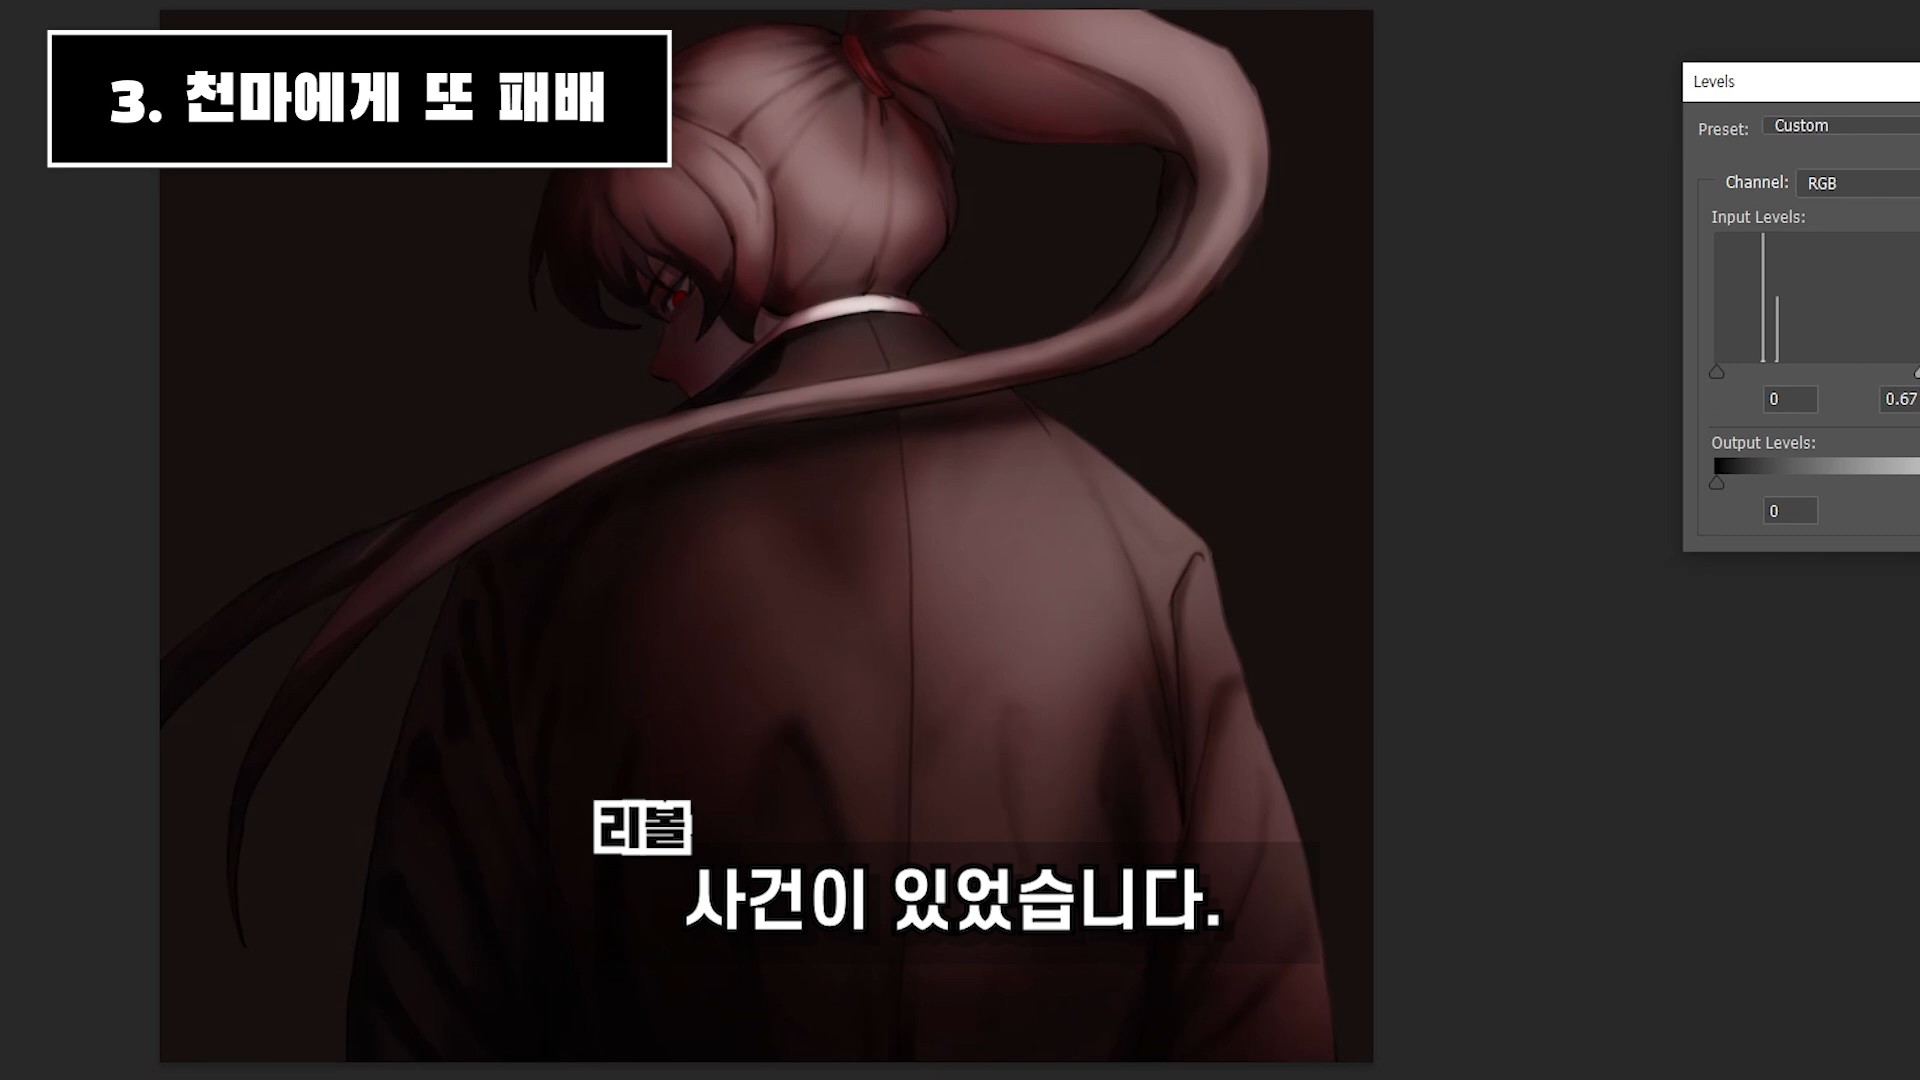 3. 천마에게 또 패배
Levels
Preset: Custom
Channel: RGB
Input Levels:
0 0.67
Output Levels:
0
리볼
사건이 있었습니다.